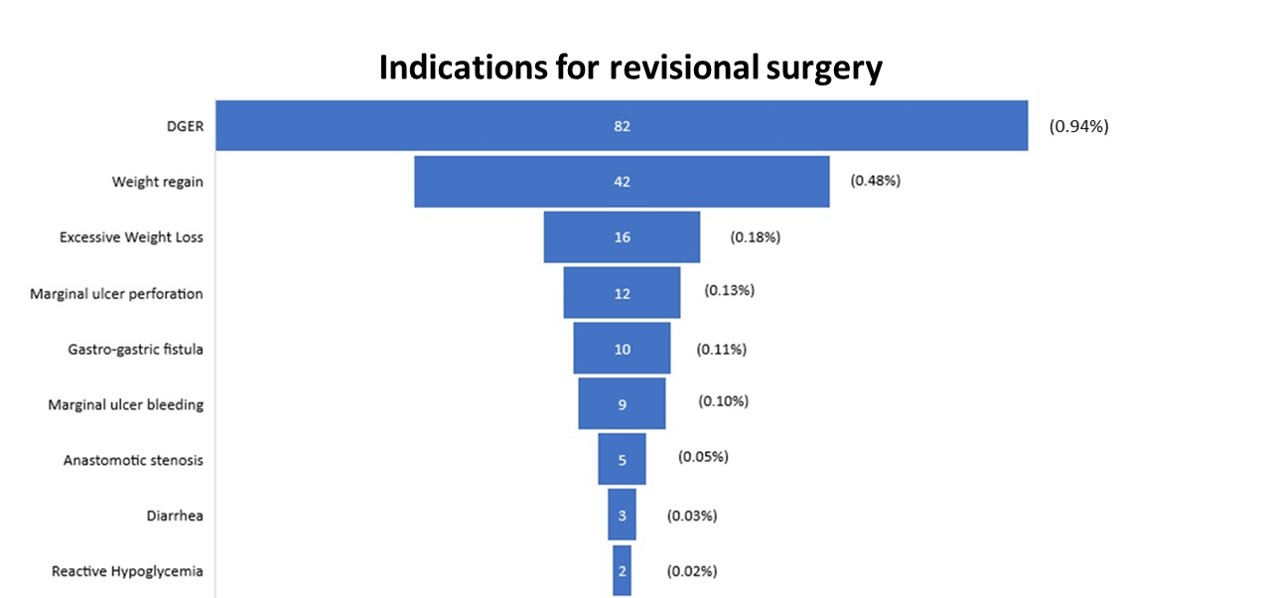 Indications for revisional surgery
DGER 82 (0.94%)
Weight regain 42 (0.48%)
Excessive Weight Loss 16 (0.18%)
Marginal ulcer perforation 12 (0.13%)
Gastro-gastric fistula 10 (0.11%)
Marginal ulcer bleeding 9 (0.10%)
Anastomotic stenosis 5 (0.05%)
Diarrhea 3 (0.03%)
Reactive Hypoglycemia 2 (0.02%)